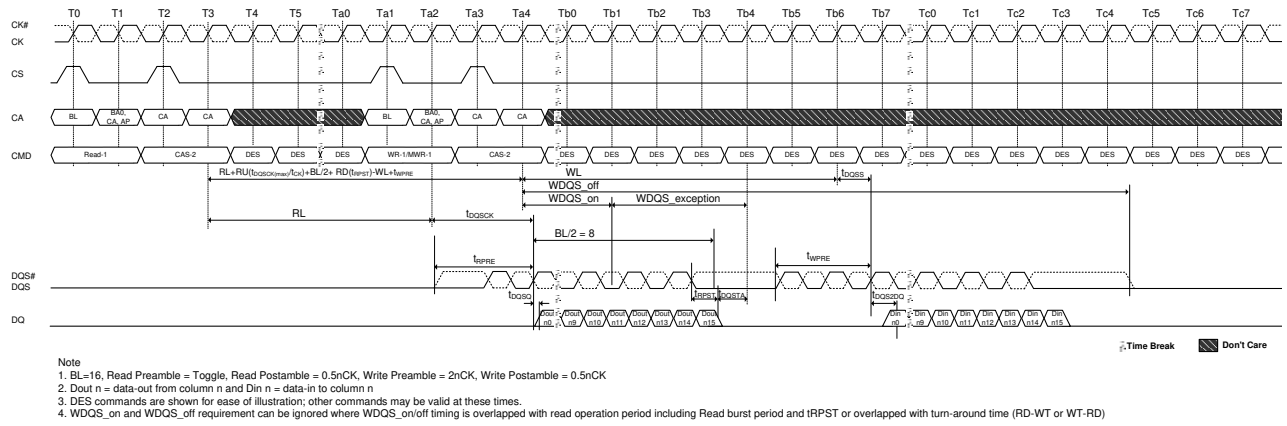 T0 T1 T2 T3 T4 T5 Ta0 Ta1 Ta2 Ta3 Ta4 Tb0 Tb1 Tb2 Tb3 Tb4 Tb5 Tb6 Tb7 Tc0 Tc1 Tc2 Tc3 Tc4 Tc5 Tc6 Tc7
CK#
CK
CS
CA BL BA0, CA, AP CA CA BL BA0, CA, AP CA CA
CMD Read-1 CAS-2 DES DES DES WR-1/MWR-1 CAS-2 DES DES DES DES DES DES DES DES DES DES DES DES DES DES DES DES
RL+RU(tDQSCK(max)/tCK)+BL/2+ RD(tRPST)-WL+tWPRE WL tDQSS
WDQS_off
WDQS_on WDQS_exception
RL tDQSCK
BL/2 = 8
tRPRE tWPRE
DQS#
DQS
tDQSQ tRPST tDQSTA tDQS2DQ
DQ Dout n0 Dout n9 Dout n10 Dout n11 Dout n12 Dout n13 Dout n14 Dout n15 Din n0 Din n9 Din n10 Din n11 Din n12 Din n13 Din n14 Din n15
Time Break Don't Care
Note
1. BL=16, Read Preamble = Toggle, Read Postamble = 0.5nCK, Write Preamble = 2nCK, Write Postamble = 0.5nCK
2. Dout n = data-out from column n and Din n = data-in to column n
3. DES commands are shown for ease of illustration; other commands may be valid at these times.
4. WDQS_on and WDQS_off requirement can be ignored where WDQS_on/off timing is overlapped with read operation period including Read burst period and tRPST or overlapped with turn-around time (RD-WT or WT-RD)